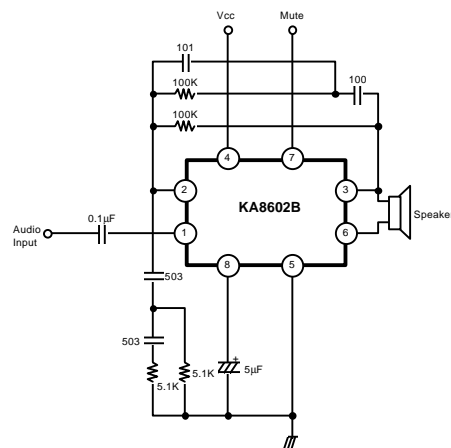 Vcc Mute
101
100K
100
100K
4 7
2 3
KA8602B
Speake
Audio
Input
0.1µF
1 6
8 5
503
503
5.1K
5.1K
+
5µF